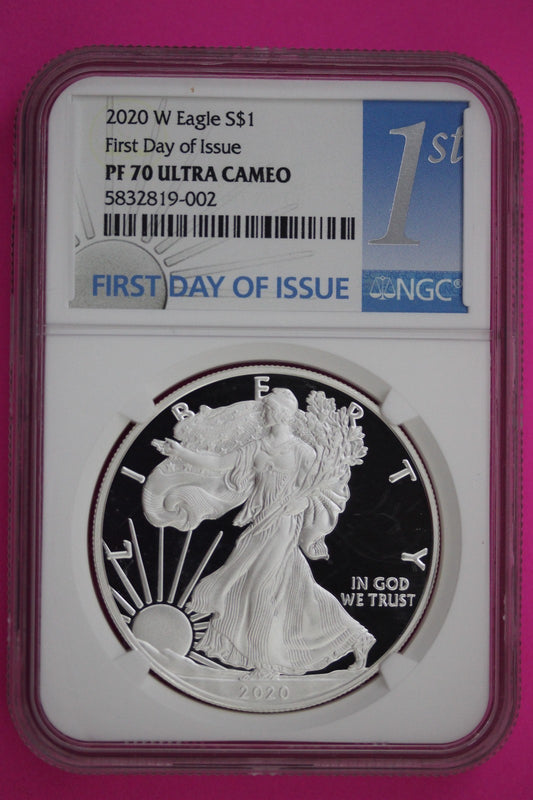 2020 W Eagle S$1
First Day of Issue
PF 70 ULTRA CAMEO
5832819-002
1st
FIRST DAY OF ISSUE
NGC®
LIBERTY
IN GOD
WE TRUST
2020